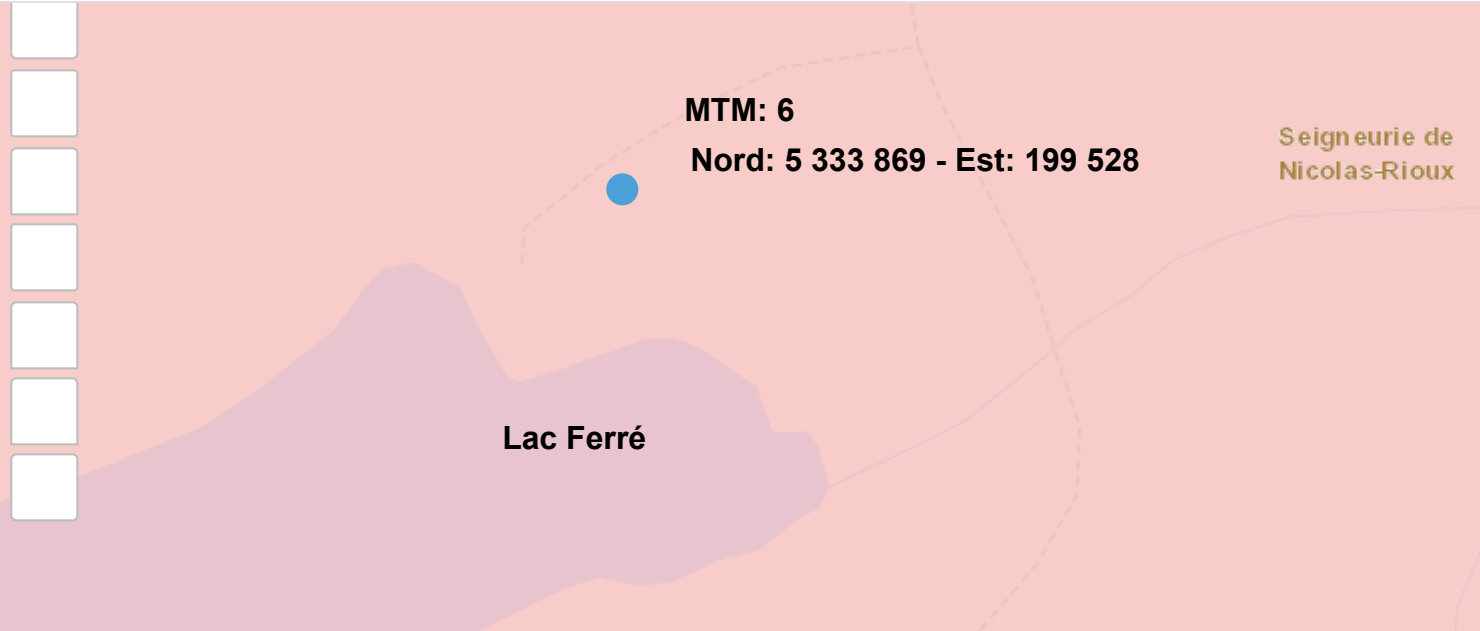 MTM: 6
Nord: 5 333 869 - Est: 199 528
Seigneurie de
Nicolas-Rioux
Lac Ferré